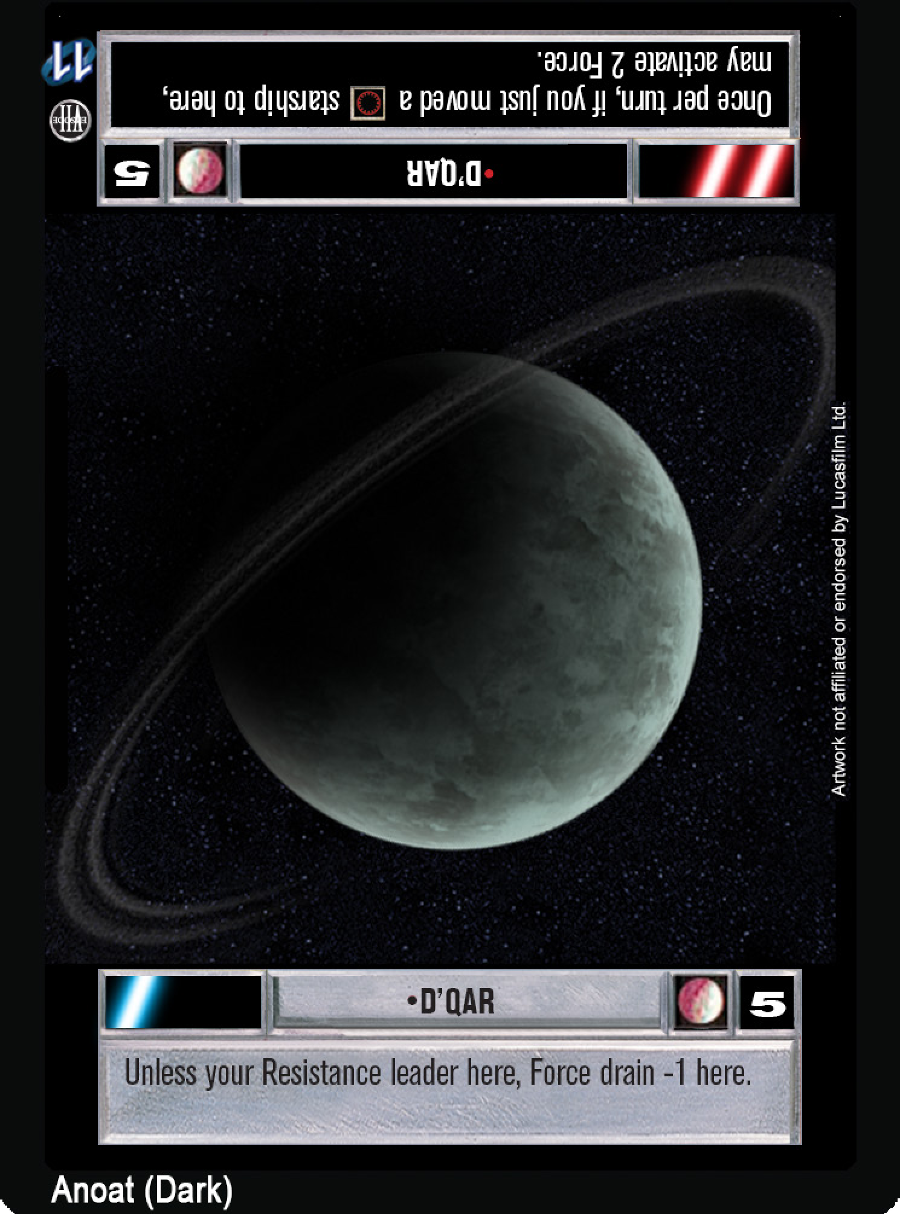 11
EPISODE
VII
Once per turn, if you just moved a starship to here,
may activate 2 Force.
5
•D'QAR
Artwork not affiliated or endorsed by Lucasfilm Ltd.
•D'QAR
5
Unless your Resistance leader here, Force drain -1 here.
Anoat (Dark)